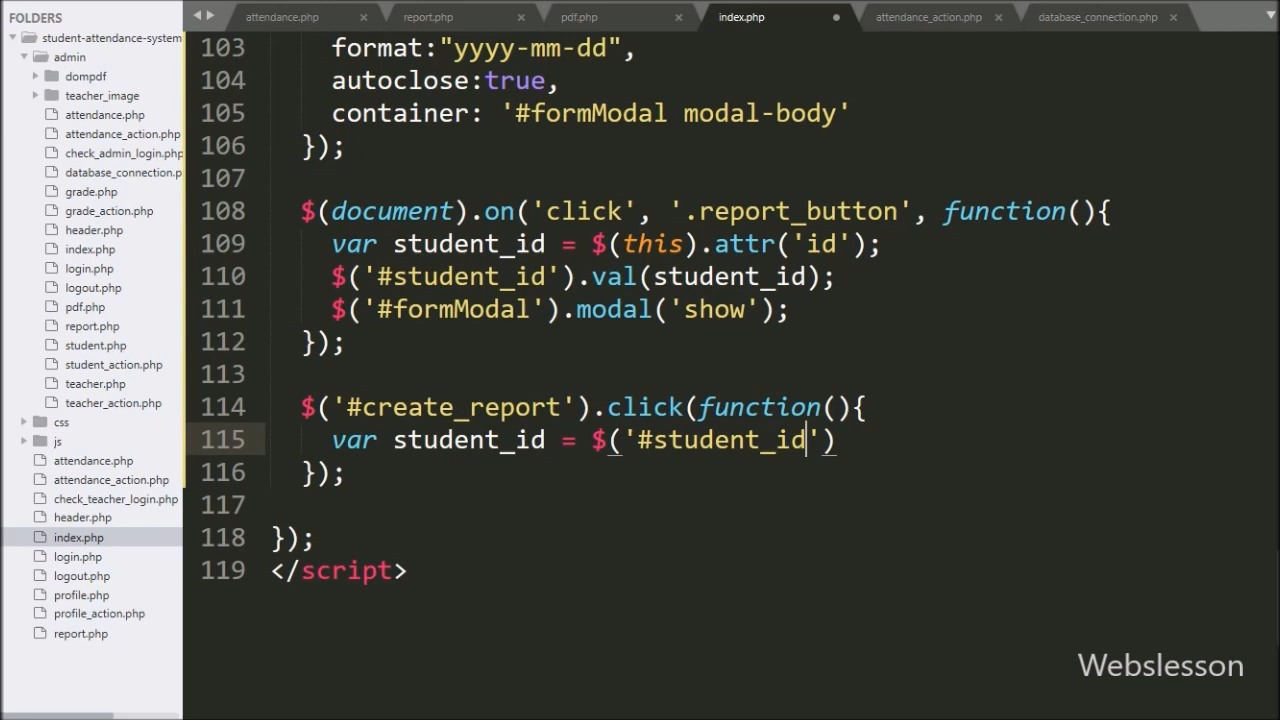 FOLDERS
student-attendance-system
admin
dompdf
teacher_image
attendance.php
attendance_action.php
check_admin_login.php
database_connection.p
grade.php
grade_action.php
header.php
index.php
login.php
logout.php
pdf.php
report.php
student.php
student_action.php
teacher.php
teacher_action.php
css
js
attendance.php
attendance_action.php
check_teacher_login.php
header.php
index.php
login.php
logout.php
profile.php
profile_action.php
report.php
attendance.php × report.php × pdf.php × index.php attendance_action.php × database_connection.php ×
103 format:"yyyy-mm-dd",
104 autoclose:true,
105 container: '#formModal modal-body'
106 });
107
108 $(document).on('click', '.report_button', function(){
109 var student_id = $(this).attr('id');
110 $('#student_id').val(student_id);
111 $('#formModal').modal('show');
112 });
113
114 $('#create_report').click(function(){
115 var student_id = $('#student_id')
116 });
117
118 });
119 </script>
Webslesson